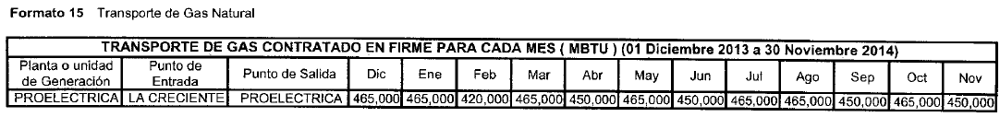 Formato 15 Transporte de Gas Natural
TRANSPORTE DE GAS CONTRATADO EN FIRME PARA CADA MES ( MBTU ) (01 Diciembre 2013 a 30 Noviembre 2014)
Planta o unidad de Generación Punto de Entrada Punto de Salida Dic Ene Feb Mar Abr May Jun Jul Ago Sep Oct Nov
PROELECTRICA LA CRECIENTE PROELECTRICA 465,000 465,000 420,000 465,000 450,000 465,000 450,000 465,000 465,000 450,000 465,000 450,000